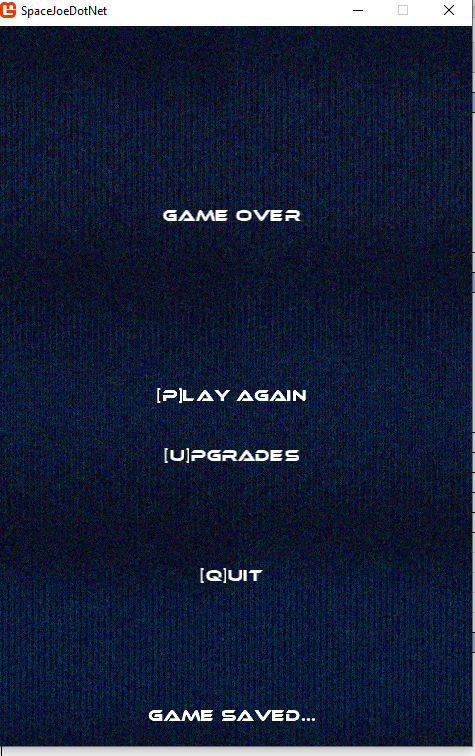 SpaceJoeDotNet
GAME OVER
[P]LAY AGAIN
[U]PGRADES
[Q]UIT
GAME SAVED...